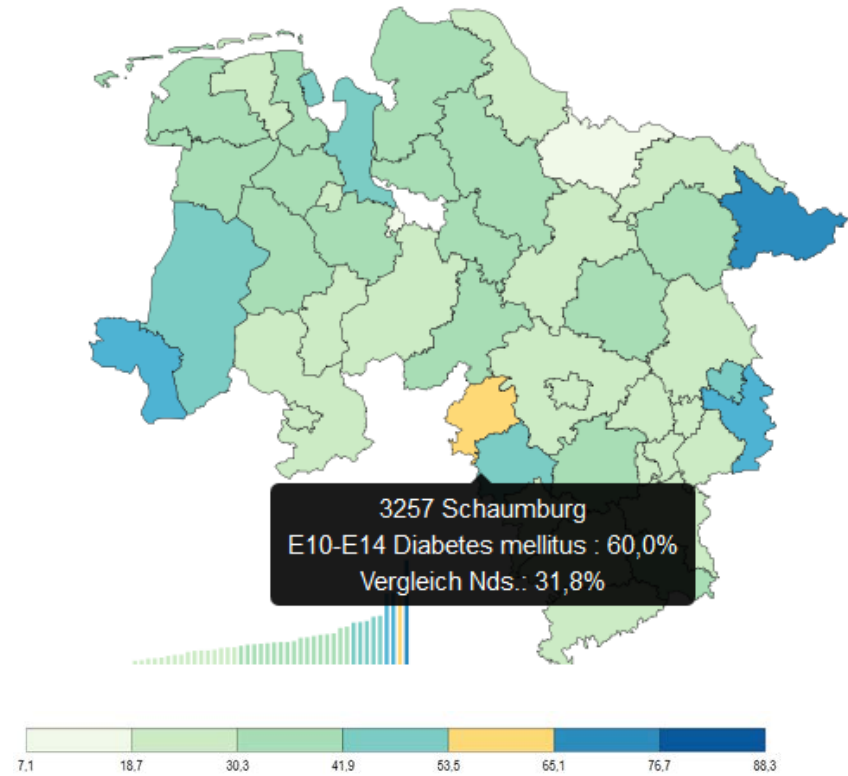 3257 Schaumburg
E10-E14 Diabetes mellitus : 60,0%
Vergleich Nds.: 31,8%
7,1 18,7 30,3 41,9 53,5 65,1 76,7 88,3